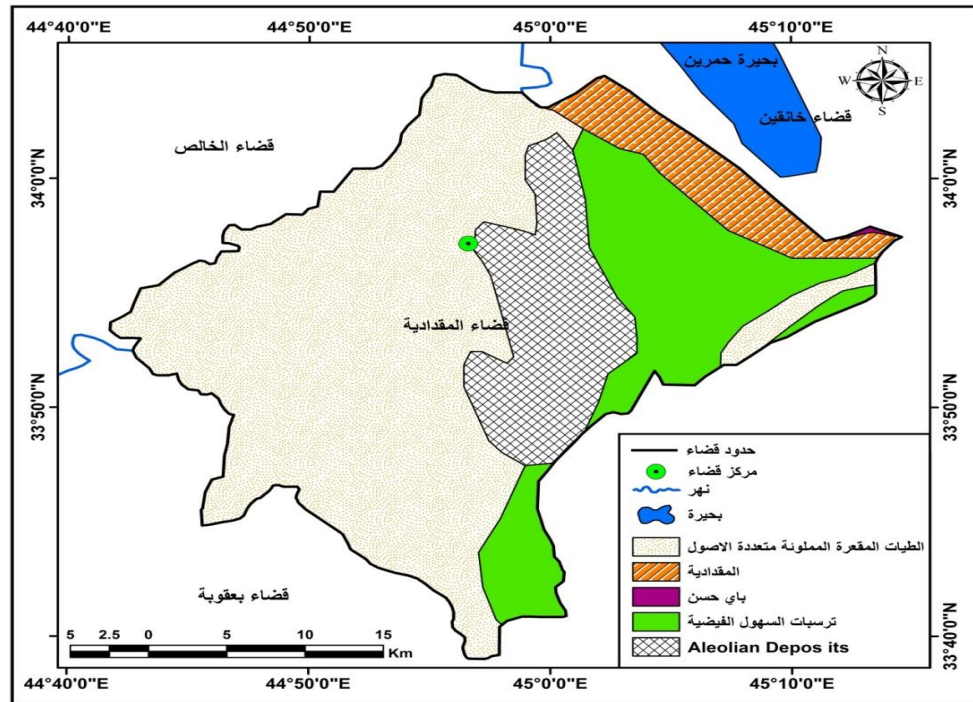 44°40'0"E 44°50'0"E 45°0'0"E 45°10'0"E
بحيرة حمرين
N
W E
S
قضاء خانقين
قضاء الخالص
34°0'0"N 34°0'0"N
قضاء المقدادية
33°50'0"N 33°50'0"N
حدود قضاء
مركز قضاء
نهر
بحيرة
الطيات المقعرة المملوئة متعددة الاصول
المقدادية
باي حسن
ترسبات السهول الفيضية
Aleolian Depos its
قضاء بعقوبة
5 2.5 0 5 10 15
Km
33°40'0"N 33°40'0"N
44°40'0"E 44°50'0"E 45°0'0"E 45°10'0"E